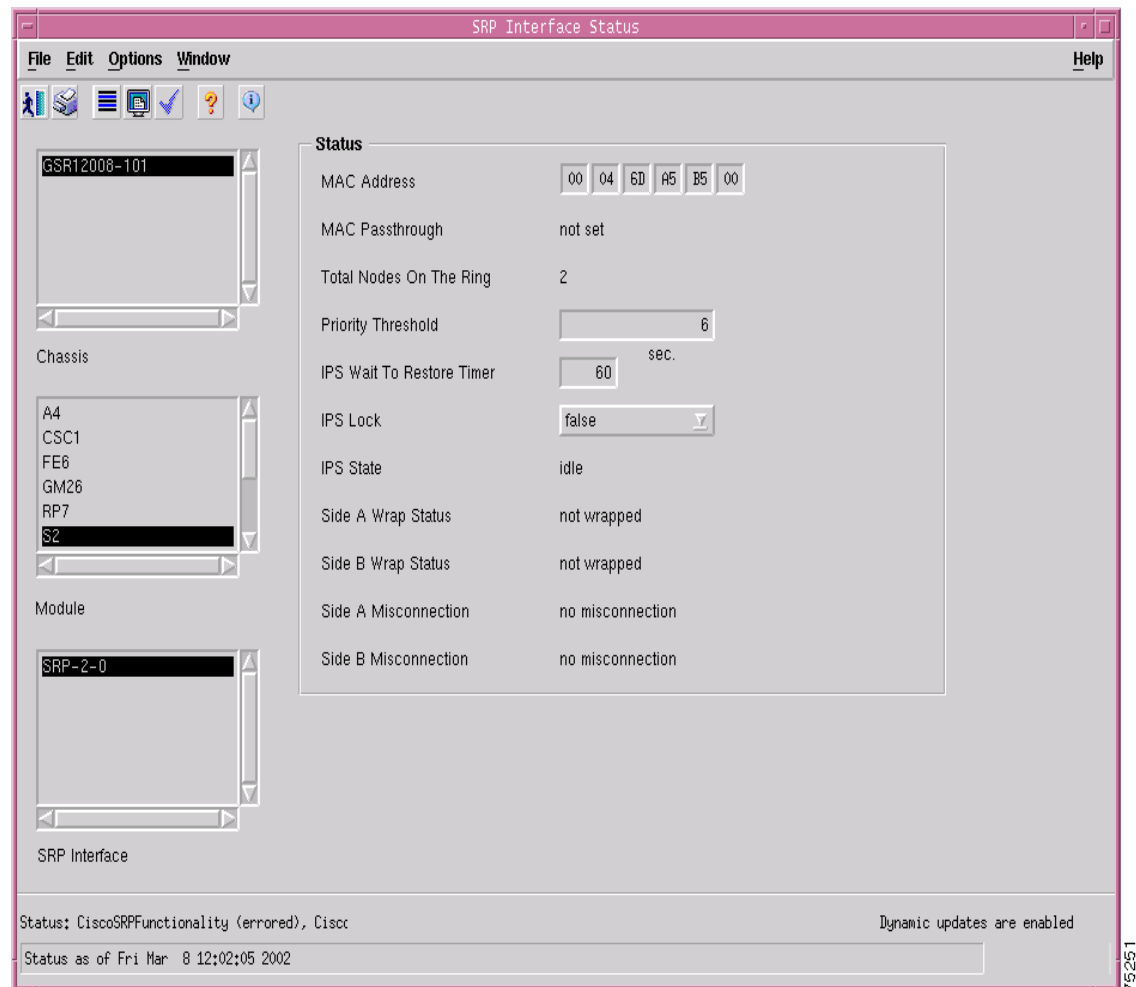 SRP Interface Status
File Edit Options Window Help
GSR12008-101
Chassis
A4
CSC1
FE6
GM26
RP7
S2
Module
SRP-2-0
SRP Interface
Status
MAC Address 00 04 6D A5 B5 00
MAC Passthrough not set
Total Nodes On The Ring 2
Priority Threshold 6
IPS Wait To Restore Timer 60 sec.
IPS Lock false
IPS State idle
Side A Wrap Status not wrapped
Side B Wrap Status not wrapped
Side A Misconnection no misconnection
Side B Misconnection no misconnection
Status: CiscoSRPFunctionality (errored), Cisc Dynamic updates are enabled
Status as of Fri Mar 8 12:02:05 2002
75251